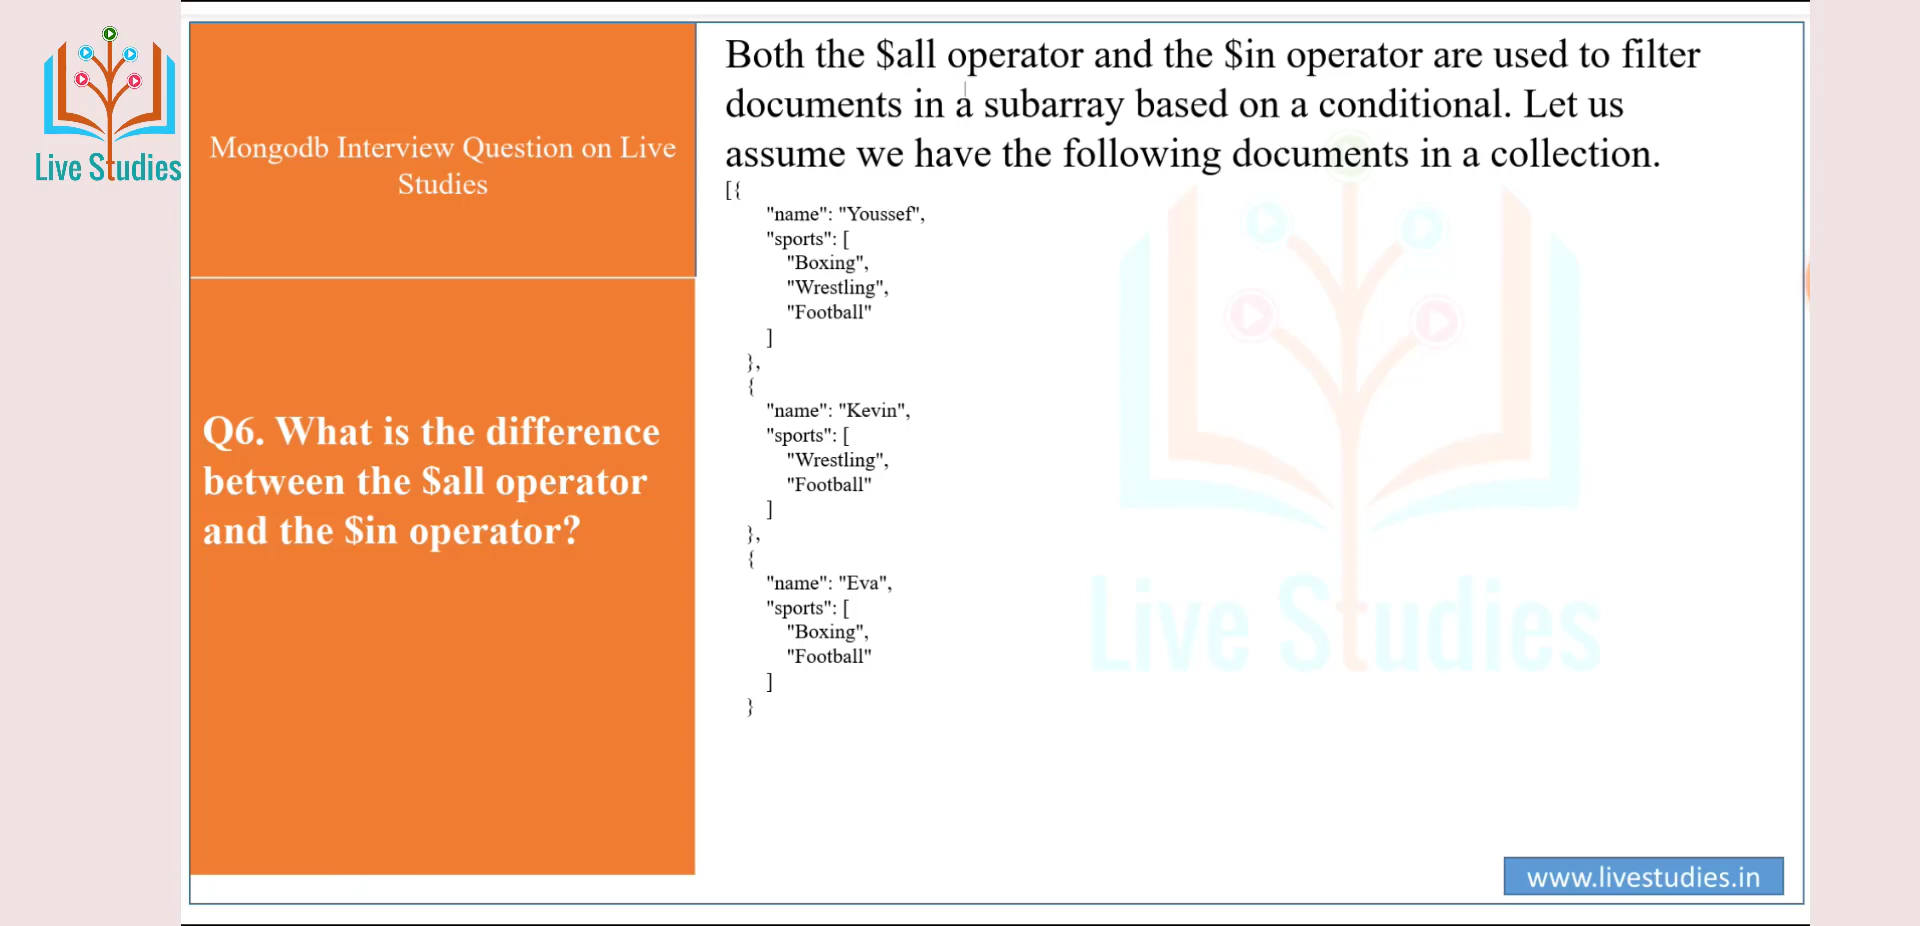 Live Studies
Mongodb Interview Question on Live
Studies
Q6. What is the difference
between the $all operator
and the $in operator?
Both the $all operator and the $in operator are used to filter
documents in a subarray based on a conditional. Let us
assume we have the following documents in a collection.
[{
"name": "Youssef",
"sports": [
"Boxing",
"Wrestling",
"Football"
]
},
{
"name": "Kevin",
"sports": [
"Wrestling",
"Football"
]
},
{
"name": "Eva",
"sports": [
"Boxing",
"Football"
]
}
Live Studies
www.livestudies.in